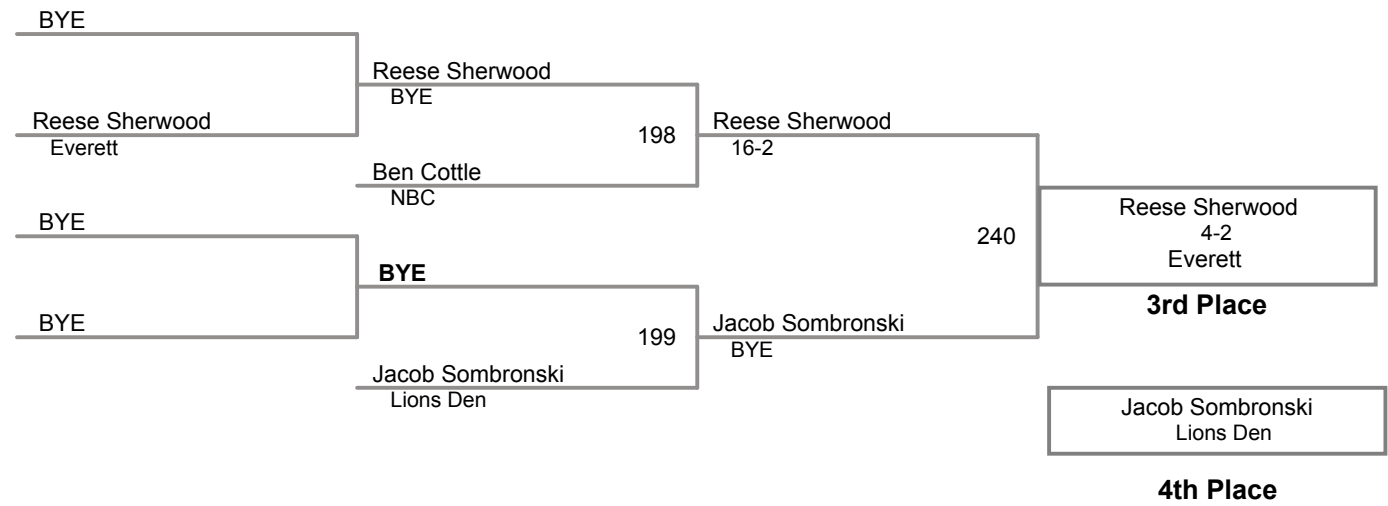 BYE
Reese Sherwood
BYE
Reese Sherwood
Everett
198
Reese Sherwood
16-2
Ben Cottle
NBC
BYE
BYE
BYE
199
Jacob Sombronski
BYE
Jacob Sombronski
Lions Den
240
Reese Sherwood
4-2
Everett
3rd Place
Jacob Sombronski
Lions Den
4th Place